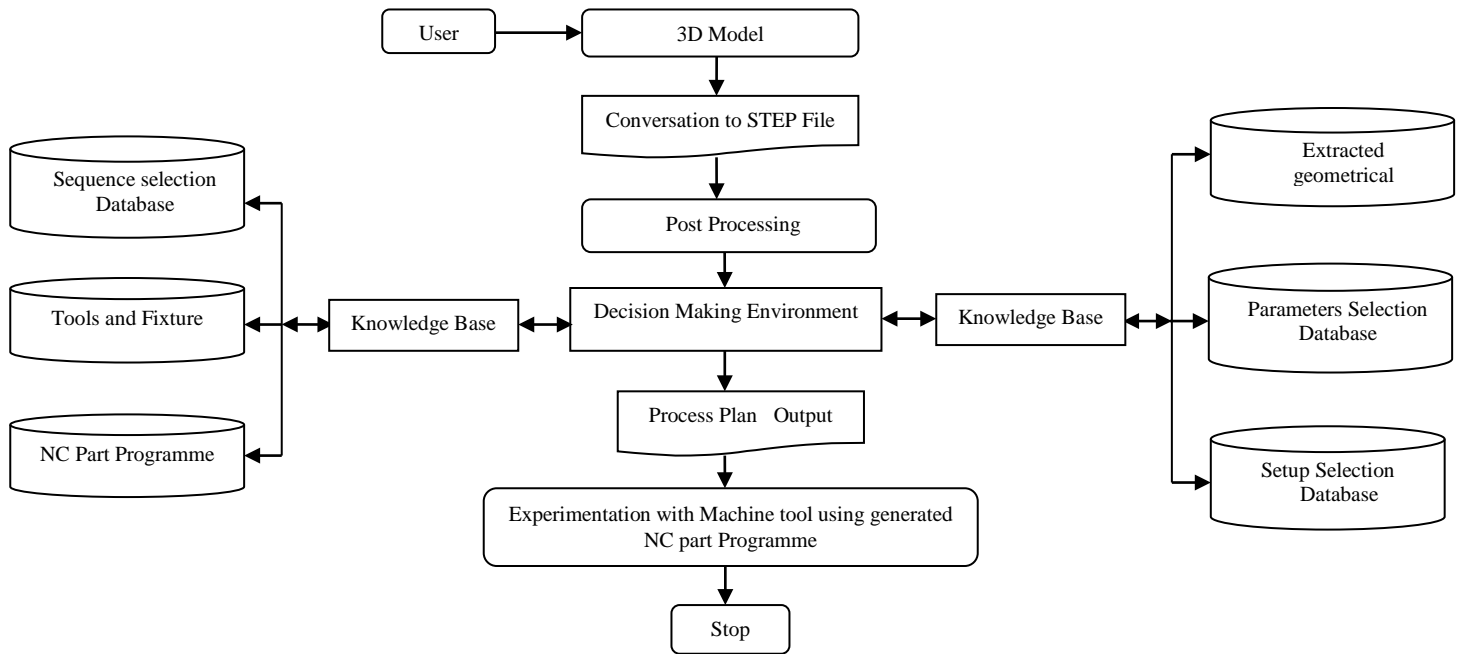 User
3D Model
Conversation to STEP File
Sequence selection
Database
Extracted
geometrical
Post Processing
Tools and Fixture
Knowledge Base
Decision Making Environment
Knowledge Base
Parameters Selection
Database
Process Plan Output
NC Part Programme
Setup Selection
Database
Experimentation with Machine tool using generated
NC part Programme
Stop